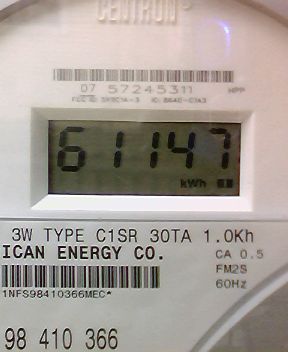 CENTRON
07 57245311 HPP
61147
kWh
3W TYPE C1SR 30TA 1.0Kh
ICAN ENERGY CO. CA 0.5
FM2S
1NFS98410366MEC* 60Hz
98 410 366